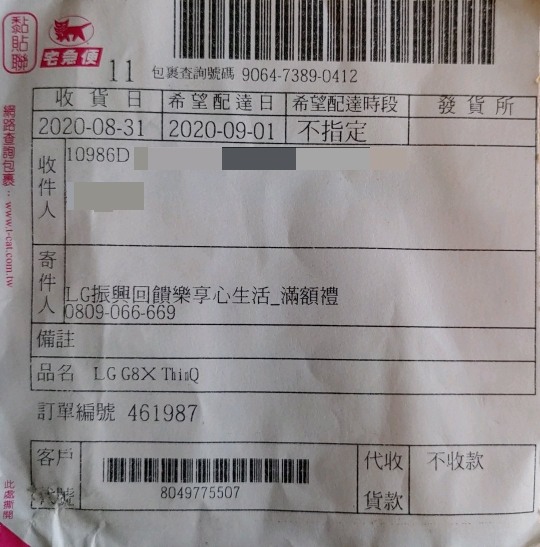 黏貼聯
宅急便
11 包裹查詢號碼 9064-7389-0412
收貨日 希望配達日 希望配達時段 發貨所
2020-08-31 2020-09-01 不指定
收件人 10986D
寄件人 LG振興回饋樂享心生活_滿額禮
0809-066-669
備註
品名 LG G8X ThinQ
訂單編號 461987
客戶代號 8049775507 代收貨款 不收款
網路查詢包裹:www.t-cat.com.tw
此處撕開